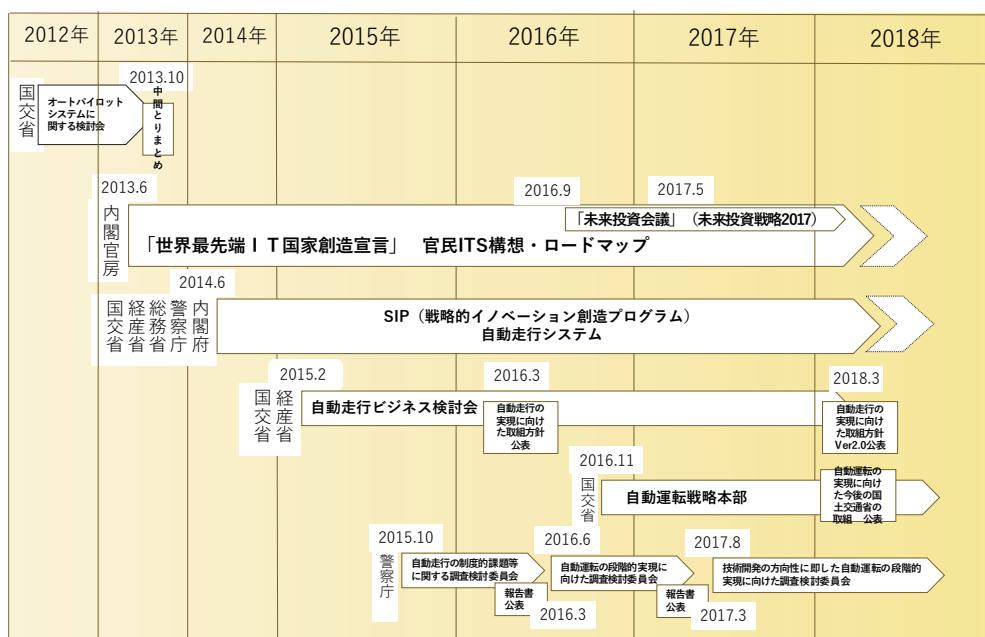 2012年
2013年
2014年
2015年
2016年
2017年
2018年
2013.10
国交省
オートパイロット
システムに
関する検討会
中間とりまとめ
2013.6
2016.9
2017.5
内閣官房
「未来投資会議」（未来投資戦略2017）
「世界最先端ＩＴ国家創造宣言」　官民ITS構想・ロードマップ
2014.6
国交省
経産省
総務省
警察庁
内閣府
SIP（戦略的イノベーション創造プログラム）
自動走行システム
2015.2
2016.3
2018.3
国交省
経産省
自動走行ビジネス検討会
自動走行の
実現に向け
た取組方針
公表
自動走行の
実現に向け
た取組方針
Ver2.0公表
2016.11
国交省
自動運転戦略本部
自動運転の
実現に向け
た今後の国
土交通省の
取組　公表
2015.10
2016.6
2017.8
警察庁
自動走行の制度的課題等
に関する調査検討委員会
自動運転の段階的実現に
向けた調査検討委員会
技術開発の方向性に即した自動運転の段階的
実現に向けた調査検討委員会
報告書
公表
2016.3
報告書
公表
2017.3